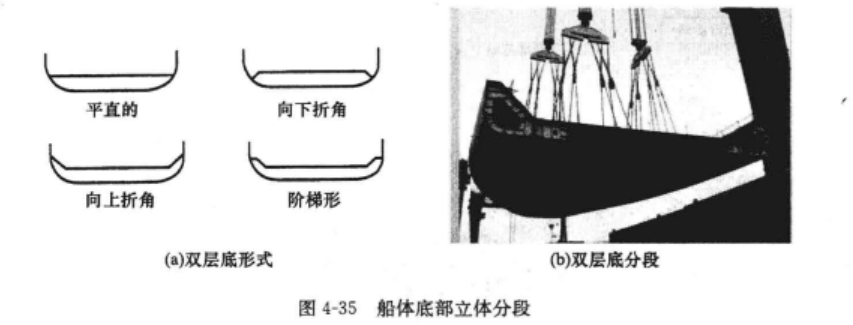 平直的
向下折角
向上折角
阶梯形
(a)双层底形式
(b)双层底分段
图 4-35 船体底部立体分段